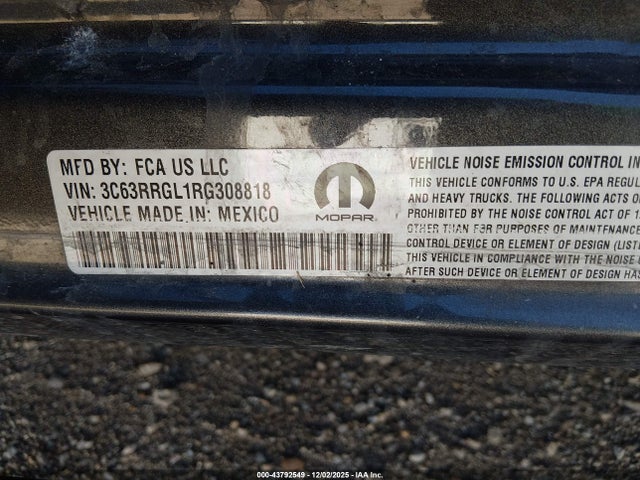 MFD BY: FCA US LLC
VIN: 3C63RRGL1RG308818
VEHICLE MADE IN: MEXICO
MOPAR
VEHICLE NOISE EMISSION CONTROL IN
THIS VEHICLE CONFORMS TO U.S. EPA REGUL
AND HEAVY TRUCKS. THE FOLLOWING ACTS O
PROHIBITED BY THE NOISE CONTROL ACT OF 1
OTHER THAN FOR PURPOSES OF MAINTENANCE
CONTROL DEVICE OR ELEMENT OF DESIGN (LIST
THIS VEHICLE IN COMPLIANCE WITH THE NOISE
AFTER SUCH DEVICE OR ELEMENT OF DESIGN HAS
000-43792549 - 12/02/2025 - IAA Inc.